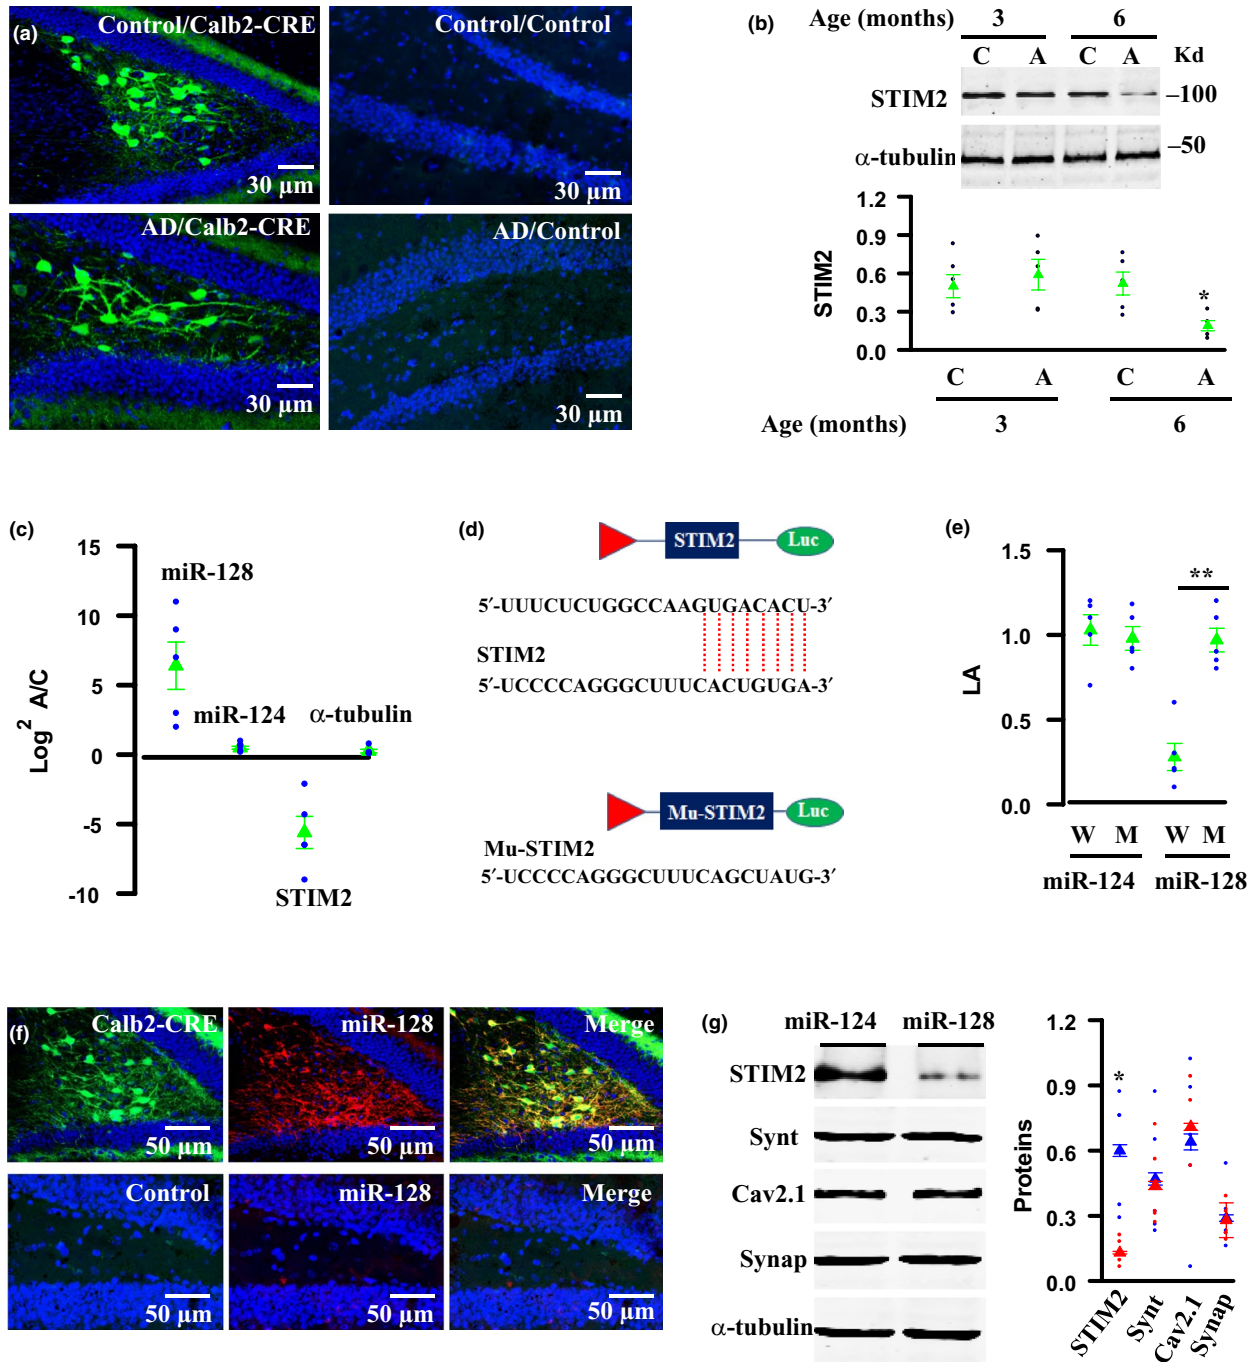 (a)
Control/Calb2-CRE
30 µm
Control/Control
30 µm
AD/Calb2-CRE
30 µm
AD/Control
30 µm
(b)
Age (months) 3 6
C A C A Kd
STIM2 –100
α-tubulin –50
STIM2
1.2
0.9
0.6
0.3
0.0
*
C A C A
Age (months) 3 6
(c)
Log2 A/C
15
10
5
0
-5
-10
miR-128
miR-124
α-tubulin
STIM2
(d)
STIM2 Luc
5′-UUUCUCUGGCCAAGUGACACU-3′
STIM2
5′-UCCCCAGGGCUUUCACUGUGA-3′
Mu-STIM2 Luc
Mu-STIM2
5′-UCCCCAGGGCUUUCAGCUAUG-3′
(e)
LA
1.5
1.0
0.5
0.0
**
W M W M
miR-124 miR-128
(f)
Calb2-CRE
50 µm
miR-128
50 µm
Merge
50 µm
Control
50 µm
miR-128
50 µm
Merge
50 µm
(g)
miR-124 miR-128
STIM2
Synt
Cav2.1
Synap
α-tubulin
Proteins
1.2
0.9
0.6
0.3
0.0
*
STIM2
Synt
Cav2.1
Synap